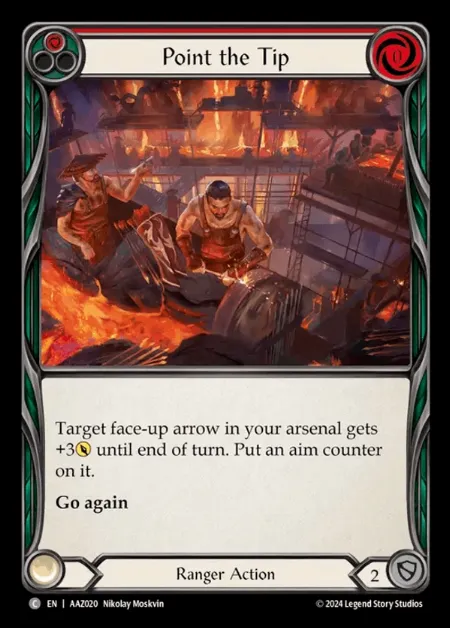 Point the Tip
0
Target face-up arrow in your arsenal gets
+3 until end of turn. Put an aim counter
on it.
Go again
Ranger Action
2
C EN | AAZ020 Nikolay Moskvin
© 2024 Legend Story Studios